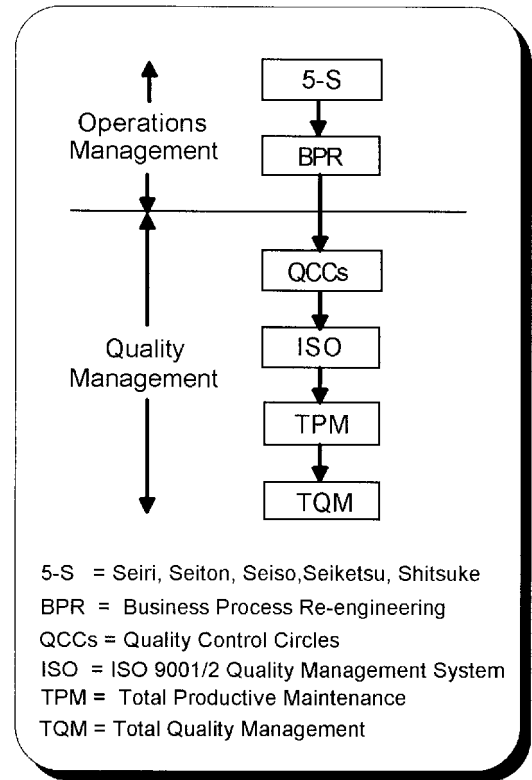 5-S
Operations
Management
BPR
QCCs
Quality
Management
ISO
TPM
TQM
5-S = Seiri, Seiton, Seiso,Seiketsu, Shitsuke
BPR = Business Process Re-engineering
QCCs = Quality Control Circles
ISO = ISO 9001/2 Quality Management System
TPM = Total Productive Maintenance
TQM = Total Quality Management